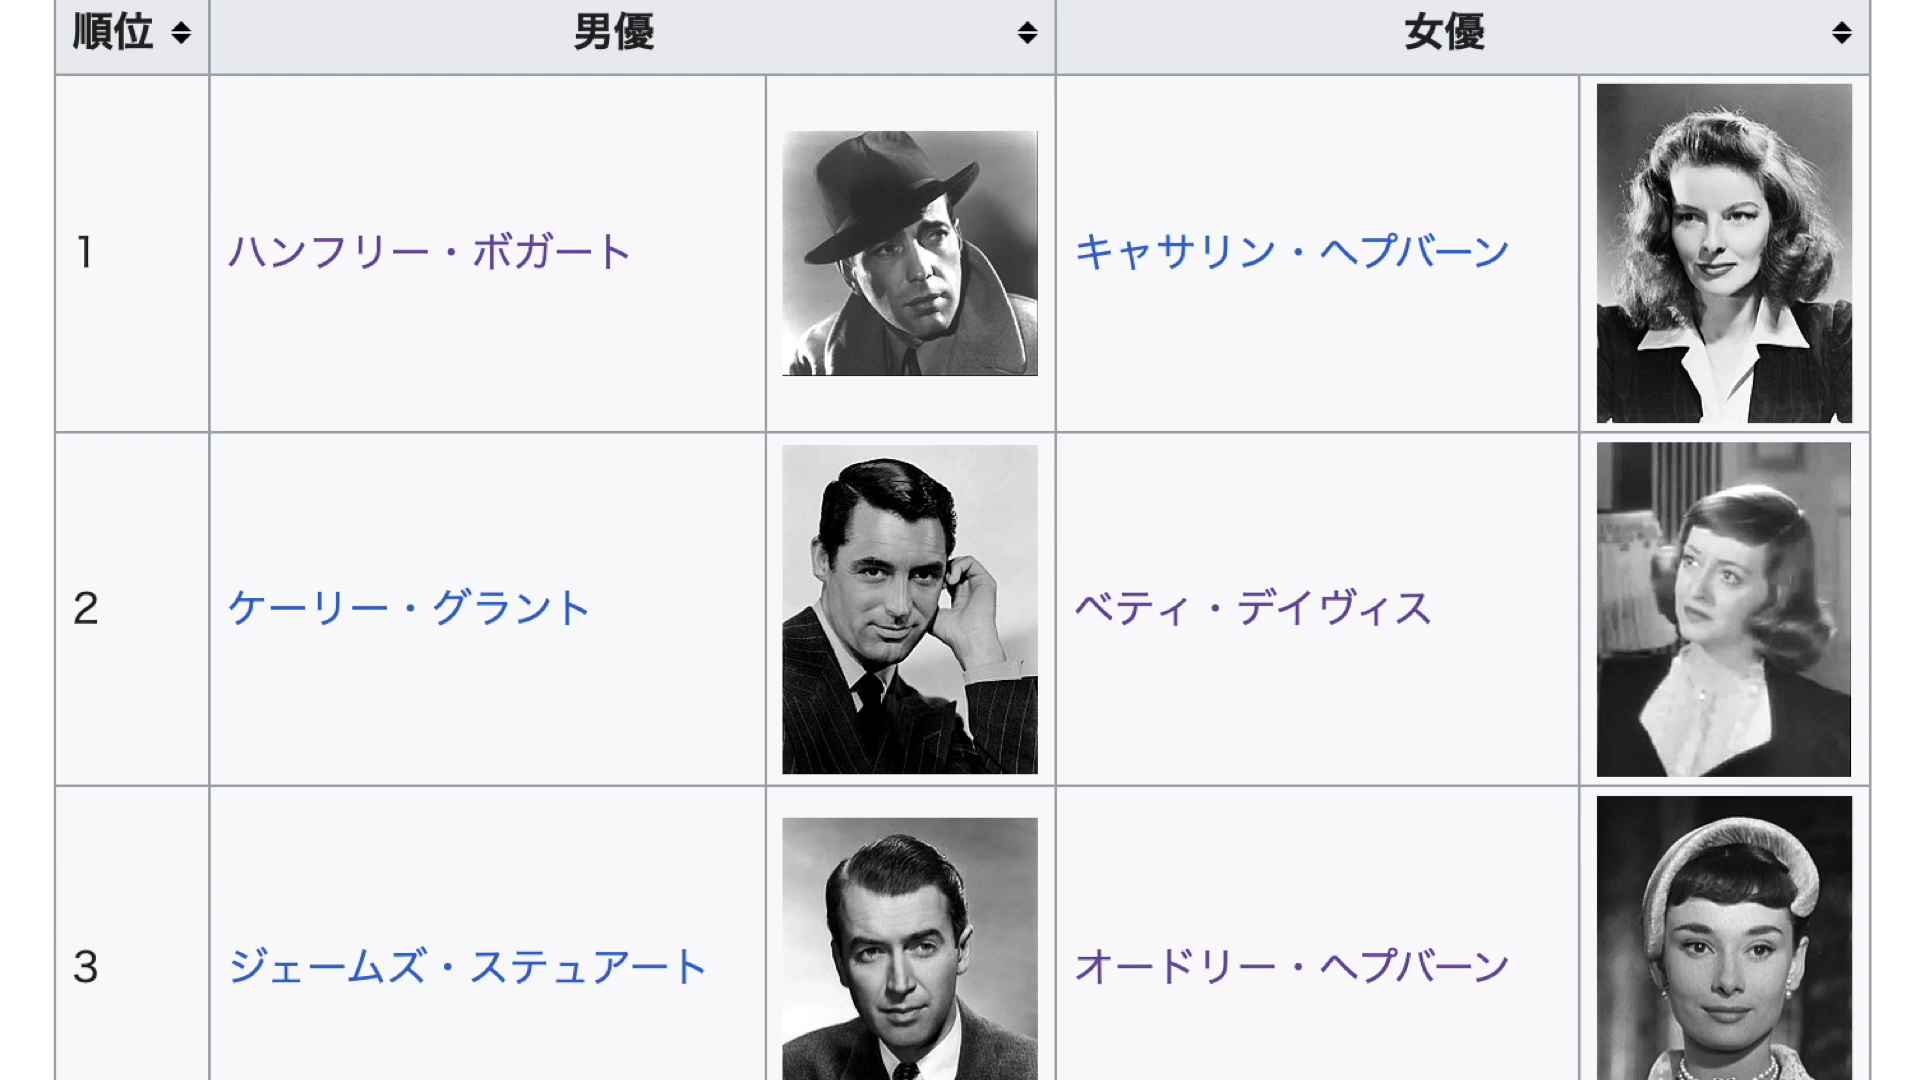 順位 男優 女優
1 ハンフリー・ボガート キャサリン・ヘプバーン
2 ケーリー・グラント ベティ・デイヴィス
3 ジェームズ・ステュアート オードリー・ヘプバーン